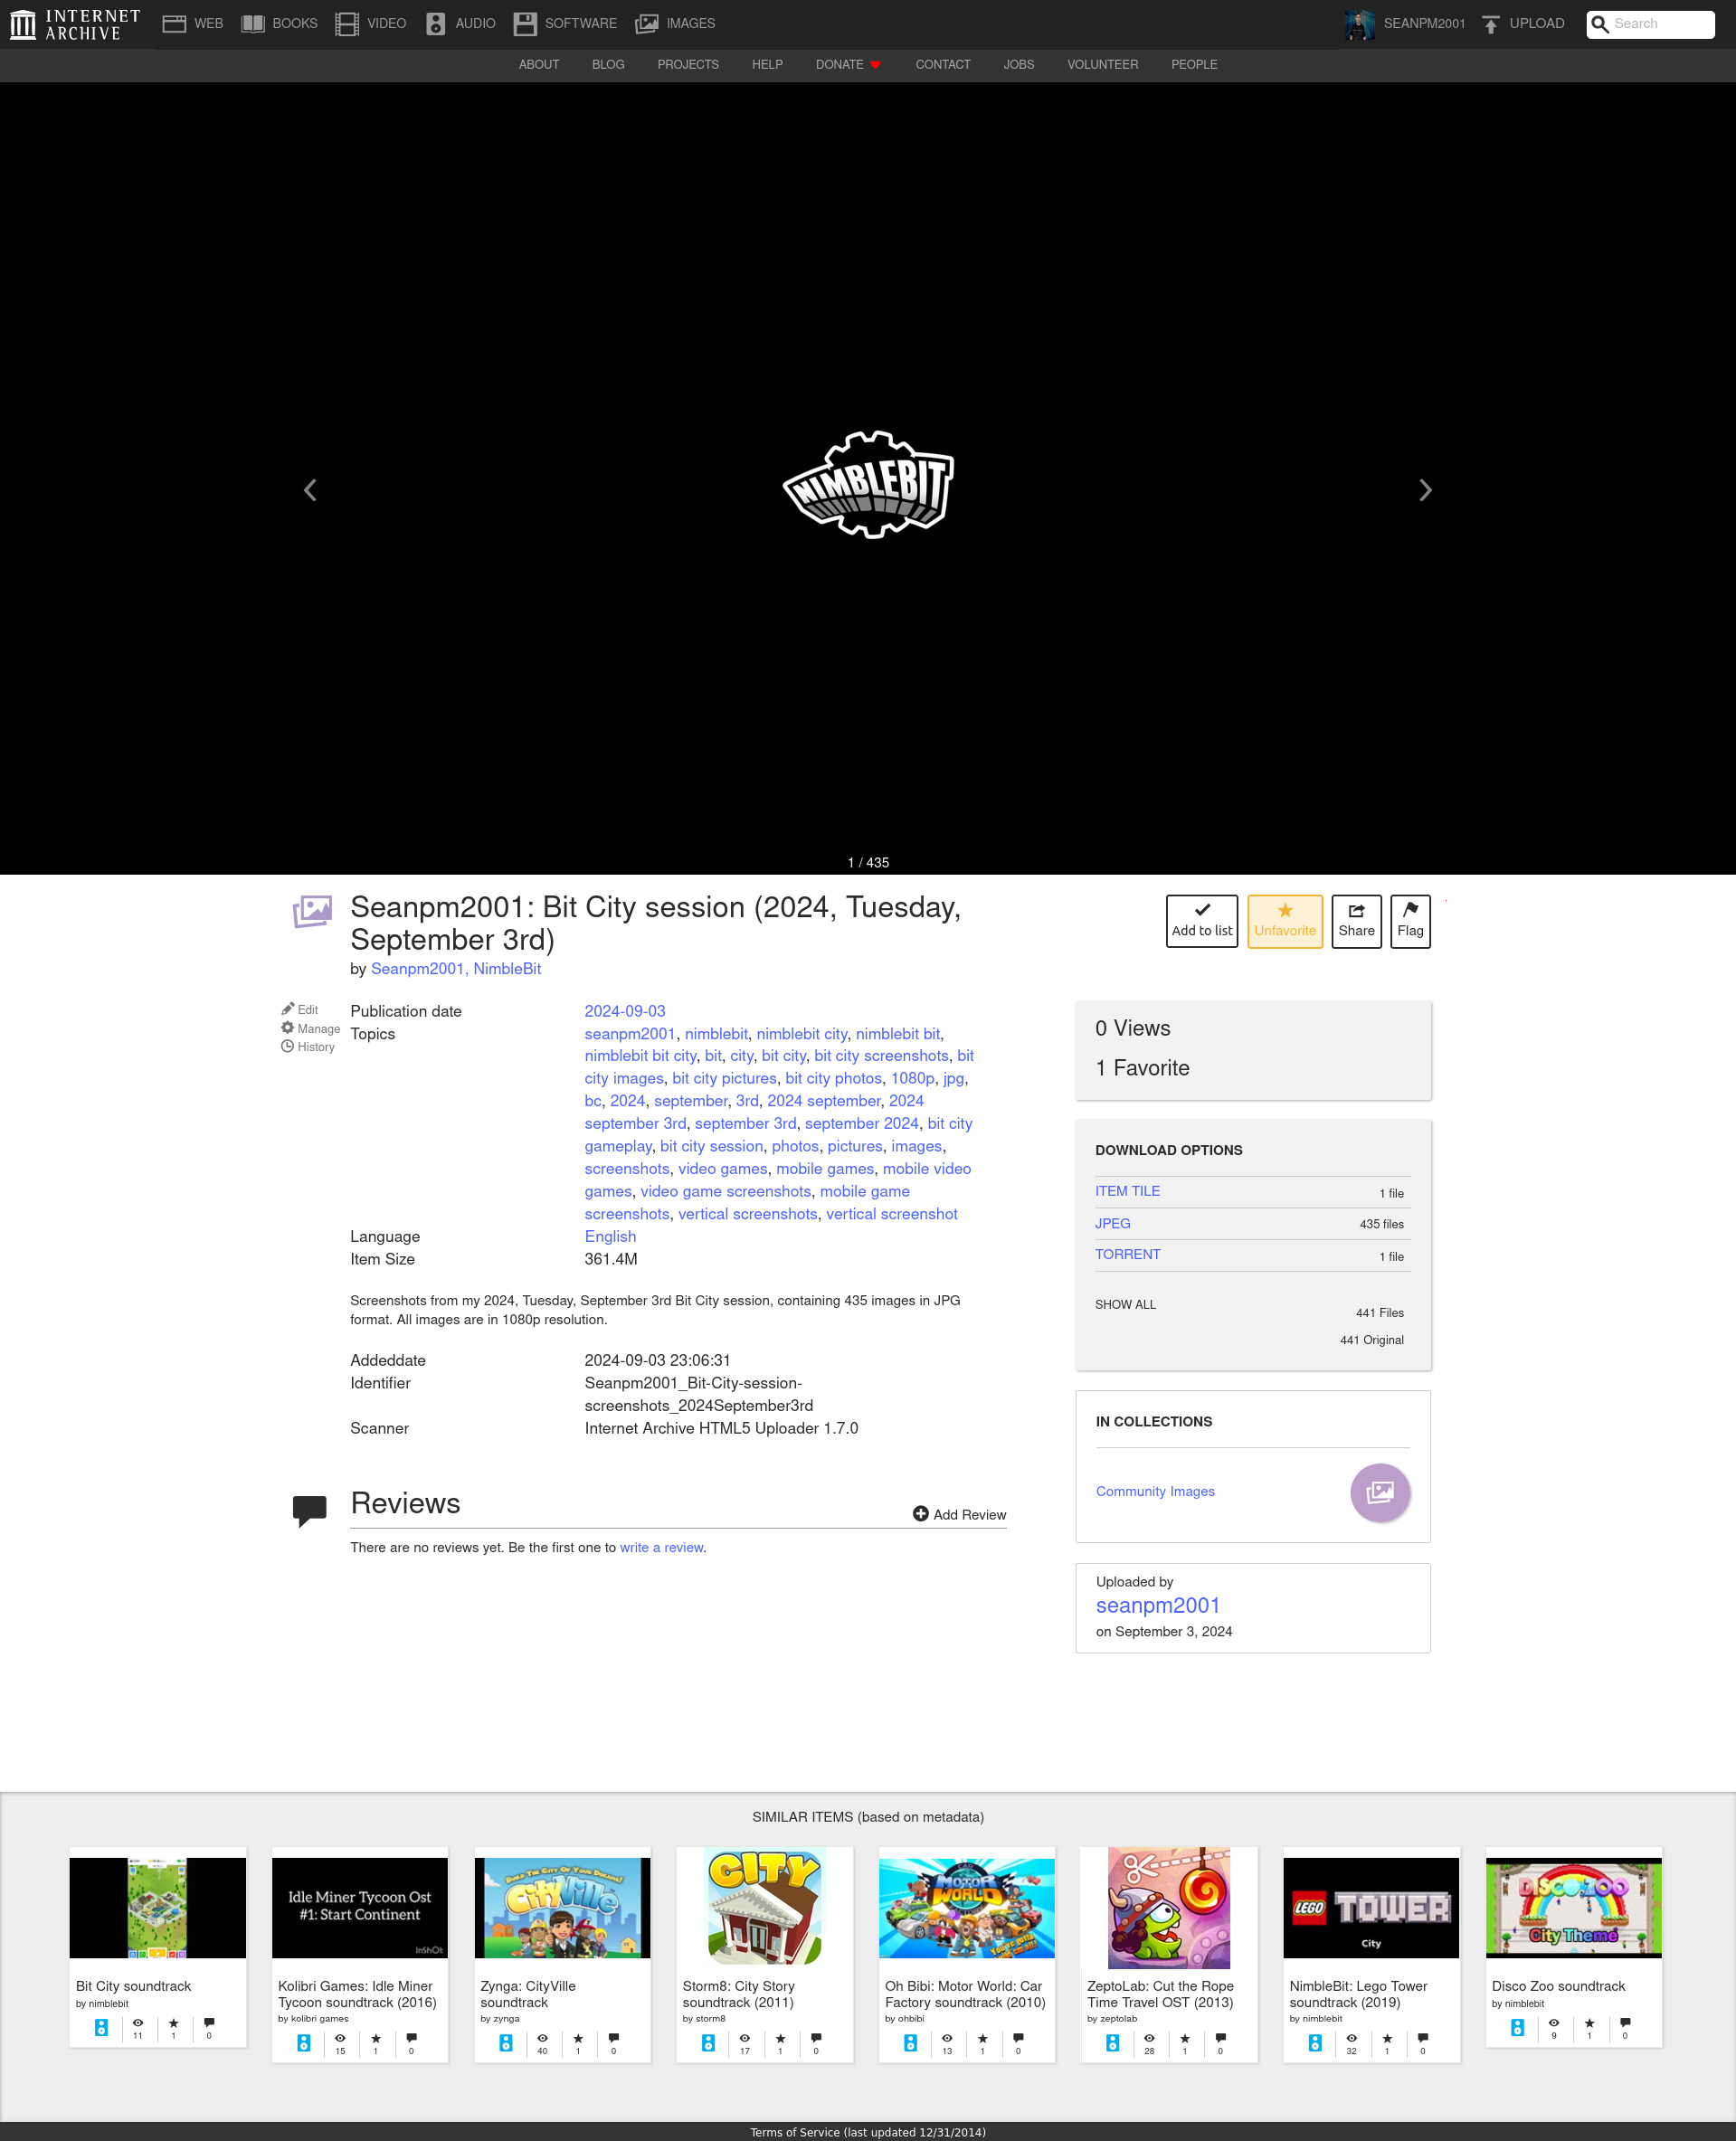 INTERNET ARCHIVE
WEB BOOKS VIDEO AUDIO SOFTWARE IMAGES SEANPM2001 UPLOAD Search
ABOUT BLOG PROJECTS HELP DONATE CONTACT JOBS VOLUNTEER PEOPLE
NIMBLEBIT
1 / 435
Seanpm2001: Bit City session (2024, Tuesday,
September 3rd)
by Seanpm2001, NimbleBit
Add to list
Unfavorite
Share
Flag
Edit
Manage
History
Publication date 2024-09-03
Topics seanpm2001, nimblebit, nimblebit city, nimblebit bit,
nimblebit bit city, bit, city, bit city, bit city screenshots, bit
city images, bit city pictures, bit city photos, 1080p, jpg,
bc, 2024, september, 3rd, 2024 september, 2024
september 3rd, september 3rd, september 2024, bit city
gameplay, bit city session, photos, pictures, images,
screenshots, video games, mobile games, mobile video
games, video game screenshots, mobile game
screenshots, vertical screenshots, vertical screenshot
Language English
Item Size 361.4M
Screenshots from my 2024, Tuesday, September 3rd Bit City session, containing 435 images in JPG
format. All images are in 1080p resolution.
Addeddate 2024-09-03 23:06:31
Identifier Seanpm2001_Bit-City-session-
screenshots_2024September3rd
Scanner Internet Archive HTML5 Uploader 1.7.0
Reviews
Add Review
There are no reviews yet. Be the first one to write a review.
0 Views
1 Favorite
DOWNLOAD OPTIONS
ITEM TILE 1 file
JPEG 435 files
TORRENT 1 file
SHOW ALL 441 Files
441 Original
IN COLLECTIONS
Community Images
Uploaded by
seanpm2001
on September 3, 2024
SIMILAR ITEMS (based on metadata)
Bit City soundtrack
by nimblebit
11 1 0
Idle Miner Tycoon Ost
#1: Start Continent
InShOt
Kolibri Games: Idle Miner
Tycoon soundtrack (2016)
by kolibri games
15 1 0
BUILD THE CITY OF YOUR DREAMS!
CityVille
Zynga: CityVille
soundtrack
by zynga
40 1 0
CITY
Storm8: City Story
soundtrack (2011)
by storm8
17 1 0
CAR
MOTOR
WORLD
You've gotta
Oh Bibi: Motor World: Car
Factory soundtrack (2010)
by ohbibi
13 1 0
ZeptoLab: Cut the Rope
Time Travel OST (2013)
by zeptolab
28 1 0
LEGO TOWER
City
NimbleBit: Lego Tower
soundtrack (2019)
by nimblebit
32 1 0
DISCO ZOO
City Theme
Disco Zoo soundtrack
by nimblebit
9 1 0
Terms of Service (last updated 12/31/2014)